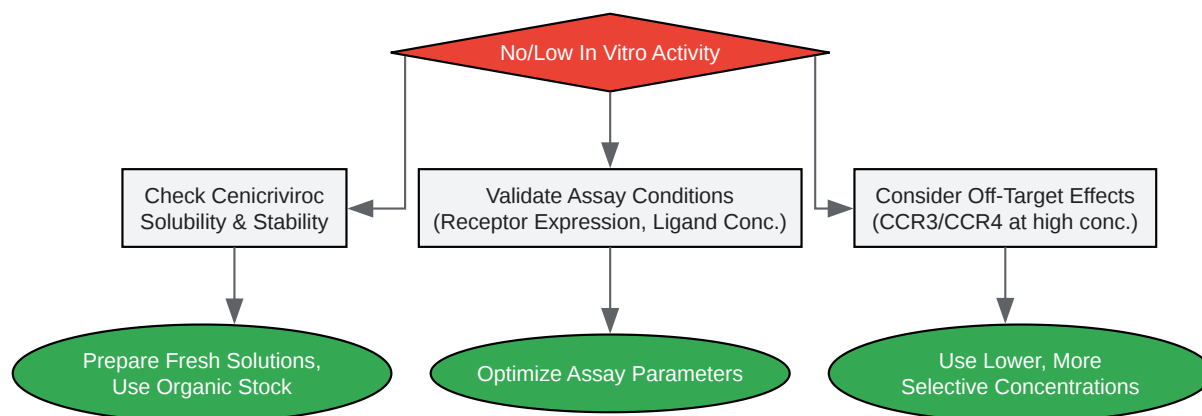 No/Low In Vitro Activity
Check Cenicriviroc
Solubility & Stability
Validate Assay Conditions
(Receptor Expression, Ligand Conc.)
Consider Off-Target Effects
(CCR3/CCR4 at high conc.)
Prepare Fresh Solutions,
Use Organic Stock
Optimize Assay Parameters
Use Lower, More
Selective Concentrations